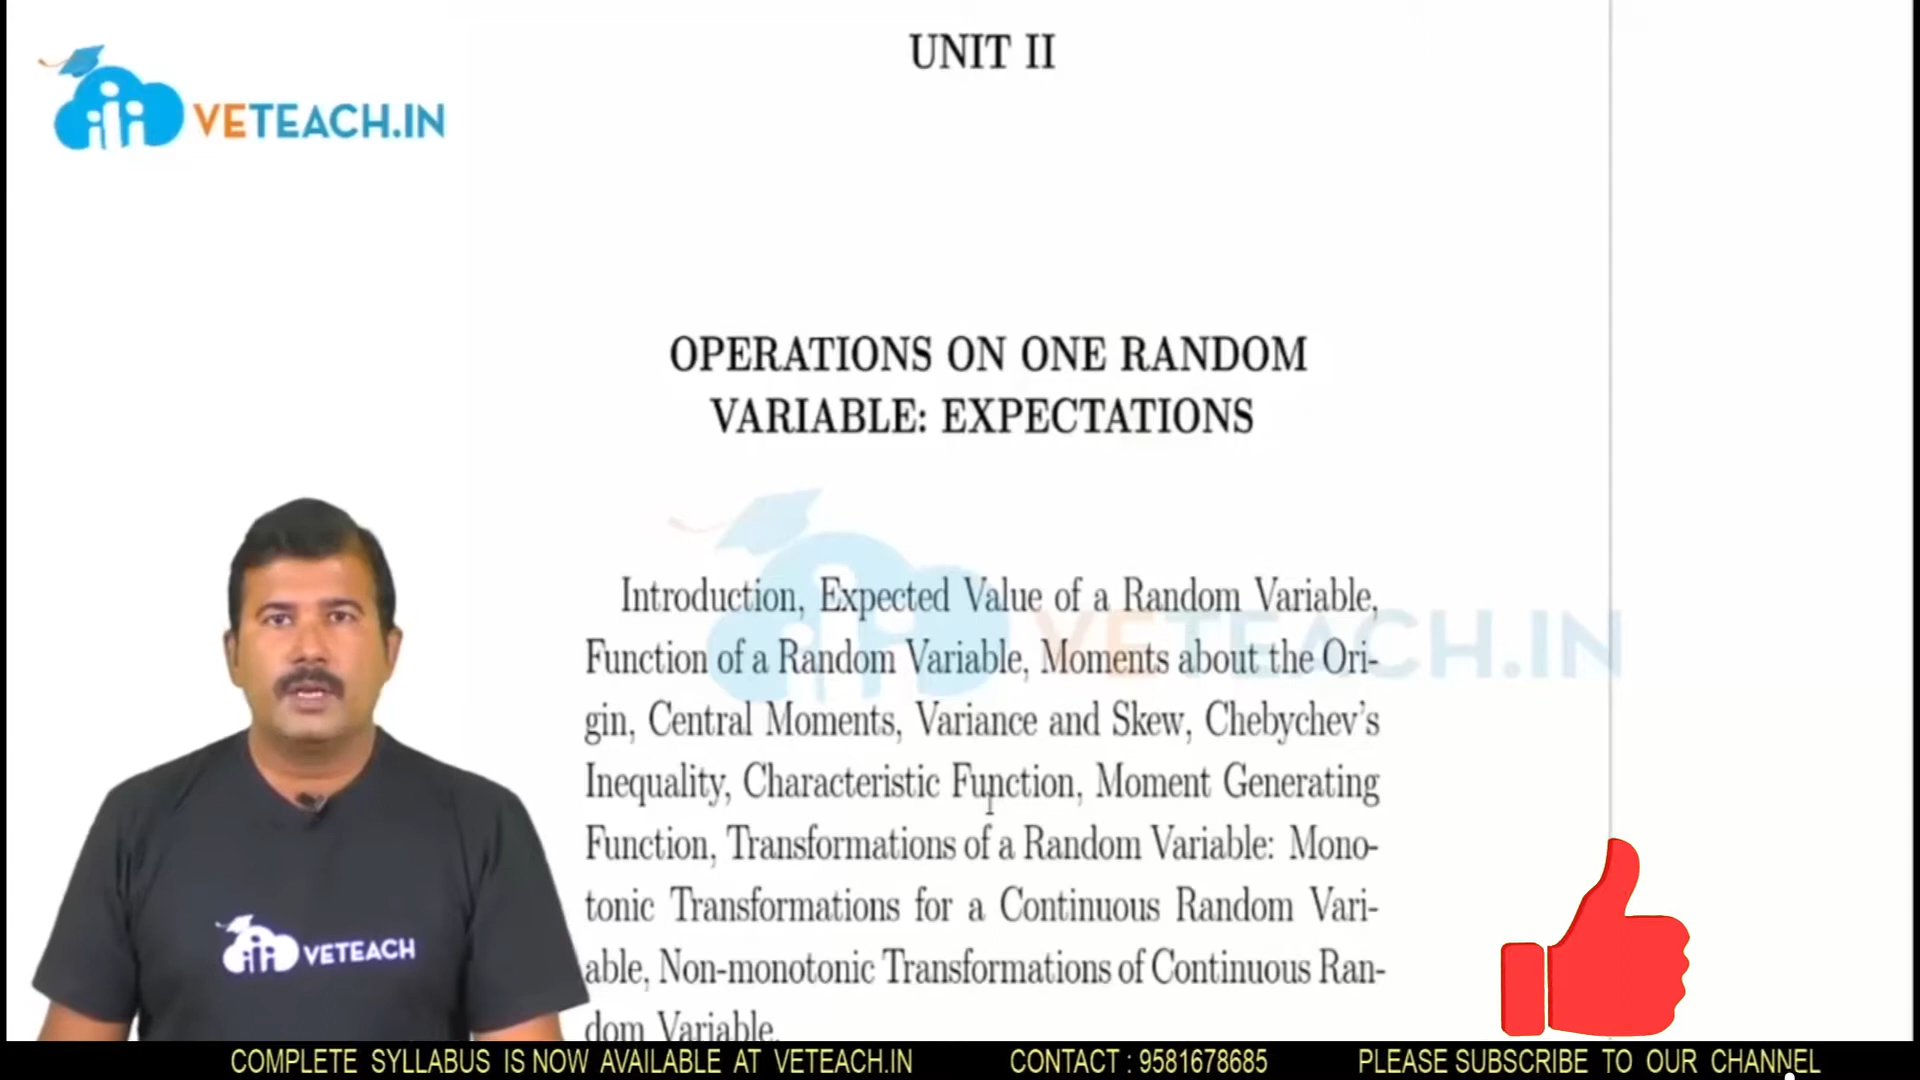 UNIT II
VETEACH.IN
OPERATIONS ON ONE RANDOM
VARIABLE: EXPECTATIONS
Introduction, Expected Value of a Random Variable,
Function of a Random Variable, Moments about the Ori-
gin, Central Moments, Variance and Skew, Chebychev's
Inequality, Characteristic Function, Moment Generating
Function, Transformations of a Random Variable: Mono-
tonic Transformations for a Continuous Random Vari-
able, Non-monotonic Transformations of Continuous Ran-
dom Variable.
VETEACH.IN
VETEACH
COMPLETE SYLLABUS IS NOW AVAILABLE AT VETEACH.IN CONTACT : 9581678685 PLEASE SUBSCRIBE TO OUR CHANNEL